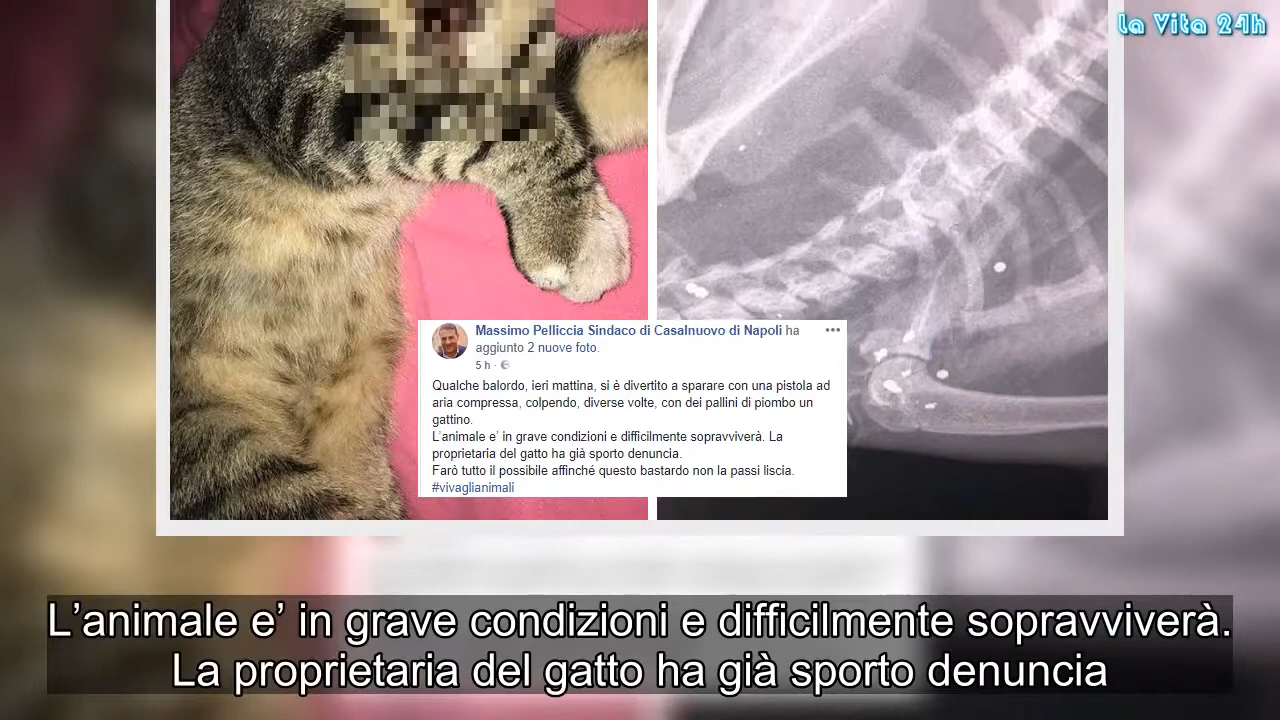 La Vita 24h
Massimo Pelliccia Sindaco di Casalnuovo di Napoli ha
aggiunto 2 nuove foto.
5 h ·
Qualche balordo, ieri mattina, si è divertito a sparare con una pistola ad
aria compressa, colpendo, diverse volte, con dei pallini di piombo un
gattino.
L'animale e' in grave condizioni e difficilmente sopravviverà. La
proprietaria del gatto ha già sporto denuncia.
Farò tutto il possibile affinché questo bastardo non la passi liscia.
#vivaglianimali
L’animale e’ in grave condizioni e difficilmente sopravviverà.
La proprietaria del gatto ha già sporto denuncia